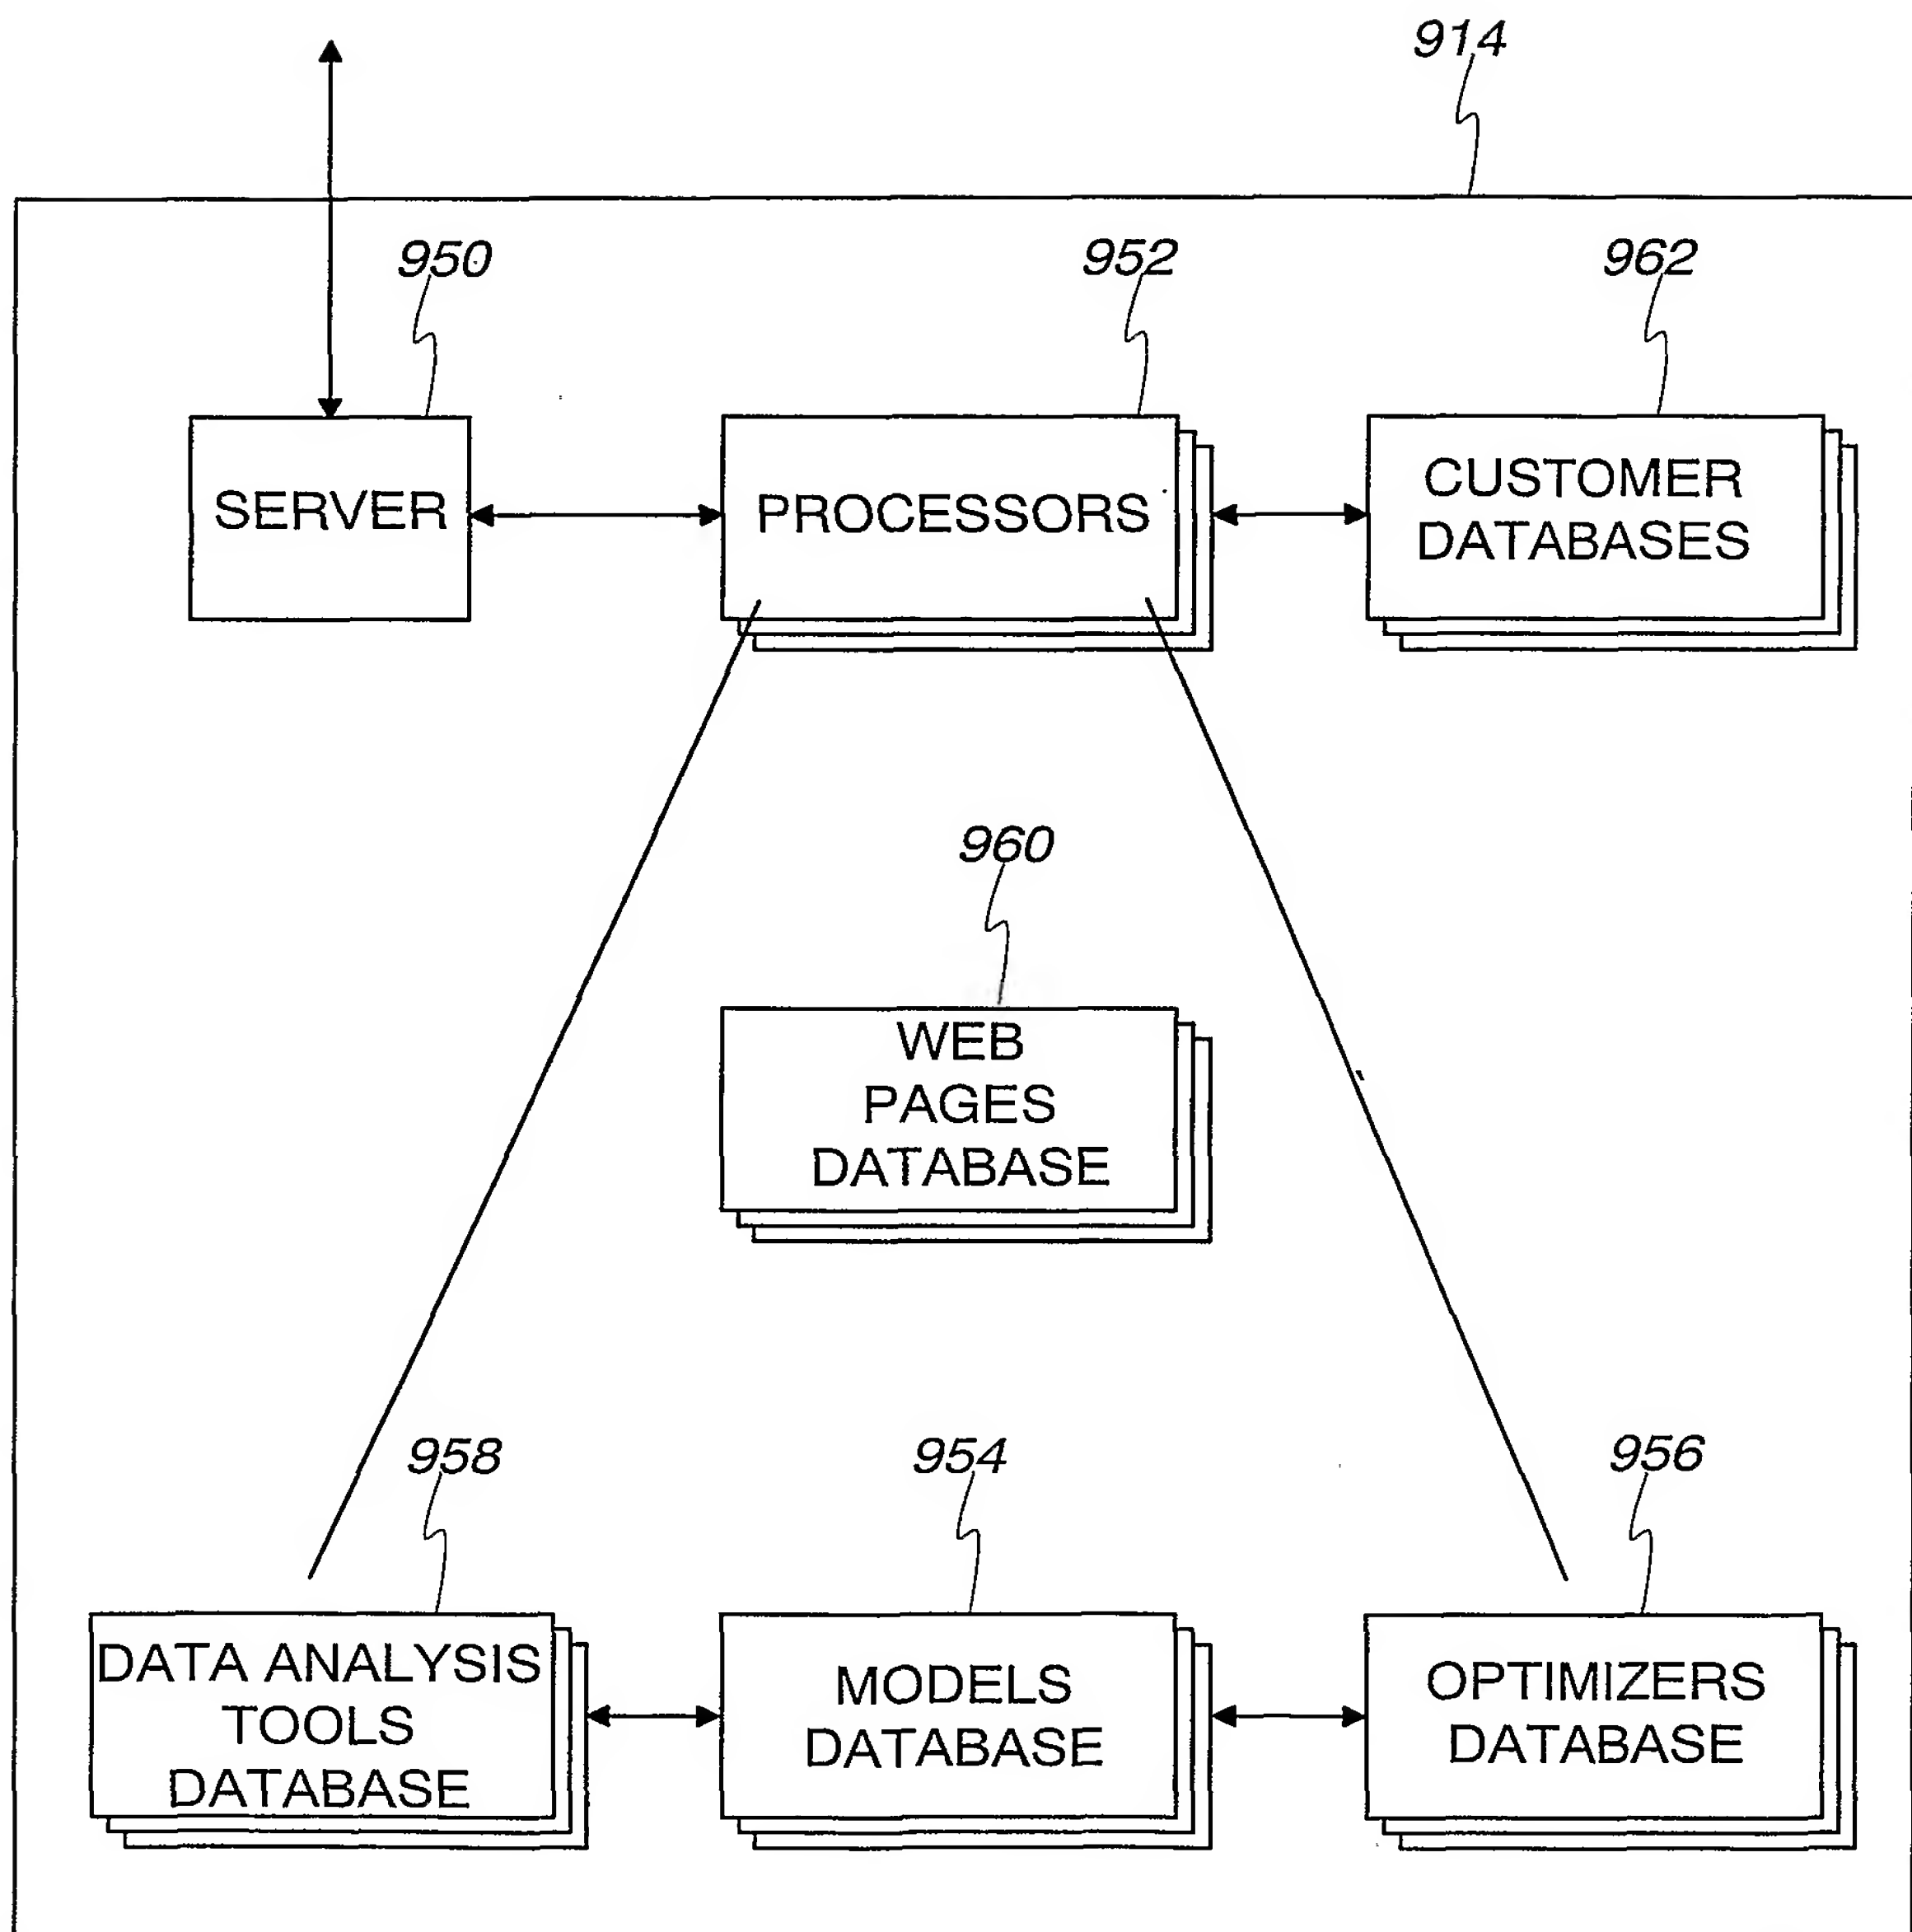 914
950
952
962
SERVER
PROCESSORS
CUSTOMER
DATABASES
960
WEB
PAGES
DATABASE
958
954
956
DATA ANALYSIS
TOOLS
DATABASE
MODELS
DATABASE
OPTIMIZERS
DATABASE